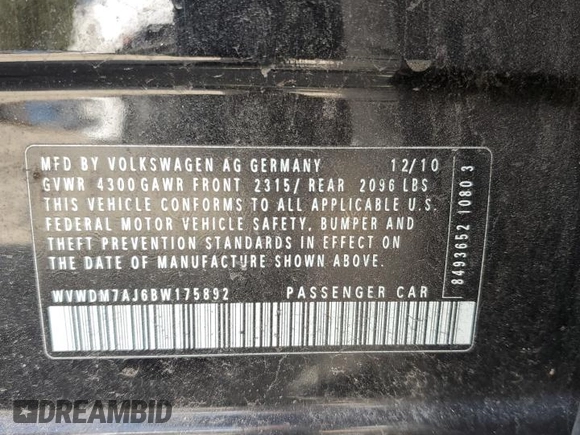 MFD BY VOLKSWAGEN AG GERMANY 12/10
GVWR 4300 GAWR FRONT 2315/ REAR 2096 LBS
THIS VEHICLE CONFORMS TO ALL APPLICABLE U.S.
FEDERAL MOTOR VEHICLE SAFETY, BUMPER AND
THEFT PREVENTION STANDARDS IN EFFECT ON
THE DATE OF MANUFACTURE SHOWN ABOVE.
WVWDM7AJ6BW175892 PASSENGER CAR
8493652 1080 3
DREAMBID